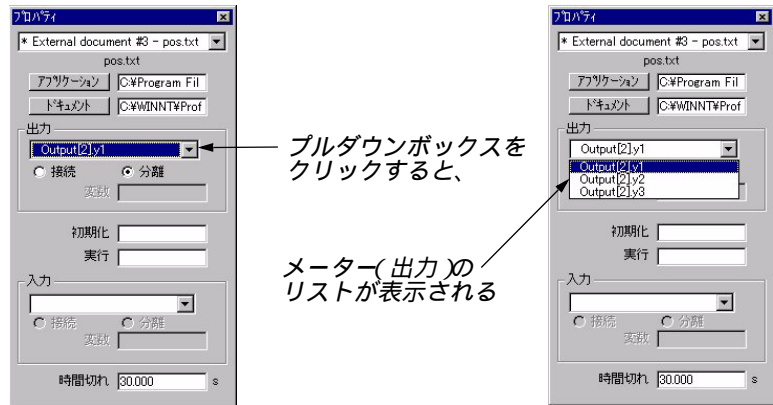 プロパティ
* External document #3 - pos.txt
pos.txt
アプリケーション C:¥Program Fil
ドキュメント C:¥WINNT¥Prof
出力
Output[2].y1
接続 分離
変数
初期化
実行
入力
接続 分離
変数
時間切れ 30.000 s
プルダウンボックスを
クリックすると、
メーター(出力)の
リストが表示される
プロパティ
* External document #3 - pos.txt
pos.txt
アプリケーション C:¥Program Fil
ドキュメント C:¥WINNT¥Prof
出力
Output[2].y1
Output[2].y1
Output[2].y2
Output[2].y3
初期化
実行
入力
接続 分離
変数
時間切れ 30.000 s